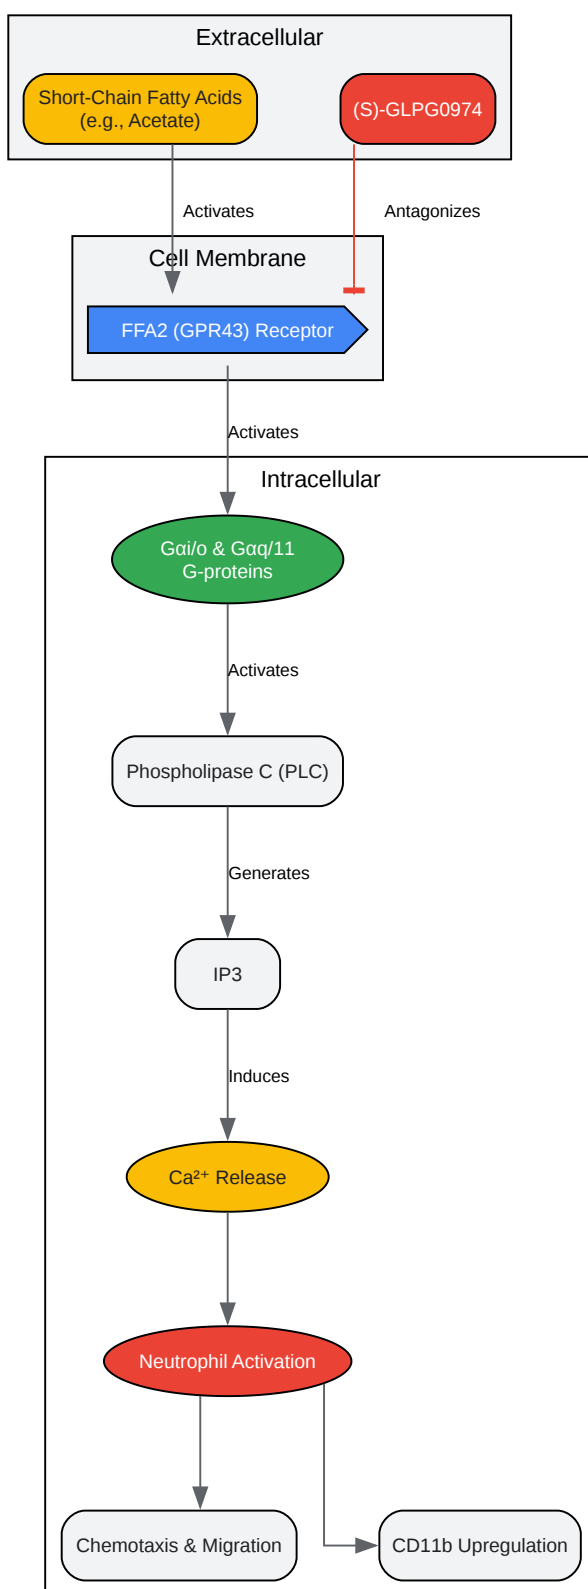 Extracellular
Short-Chain Fatty Acids
(e.g., Acetate)
(S)-GLPG0974
Activates
Antagonizes
Cell Membrane
FFA2 (GPR43) Receptor
Activates
Intracellular
Gαi/o & Gαq/11
G-proteins
Activates
Phospholipase C (PLC)
Generates
IP3
Induces
Ca²⁺ Release
Neutrophil Activation
Chemotaxis & Migration
CD11b Upregulation